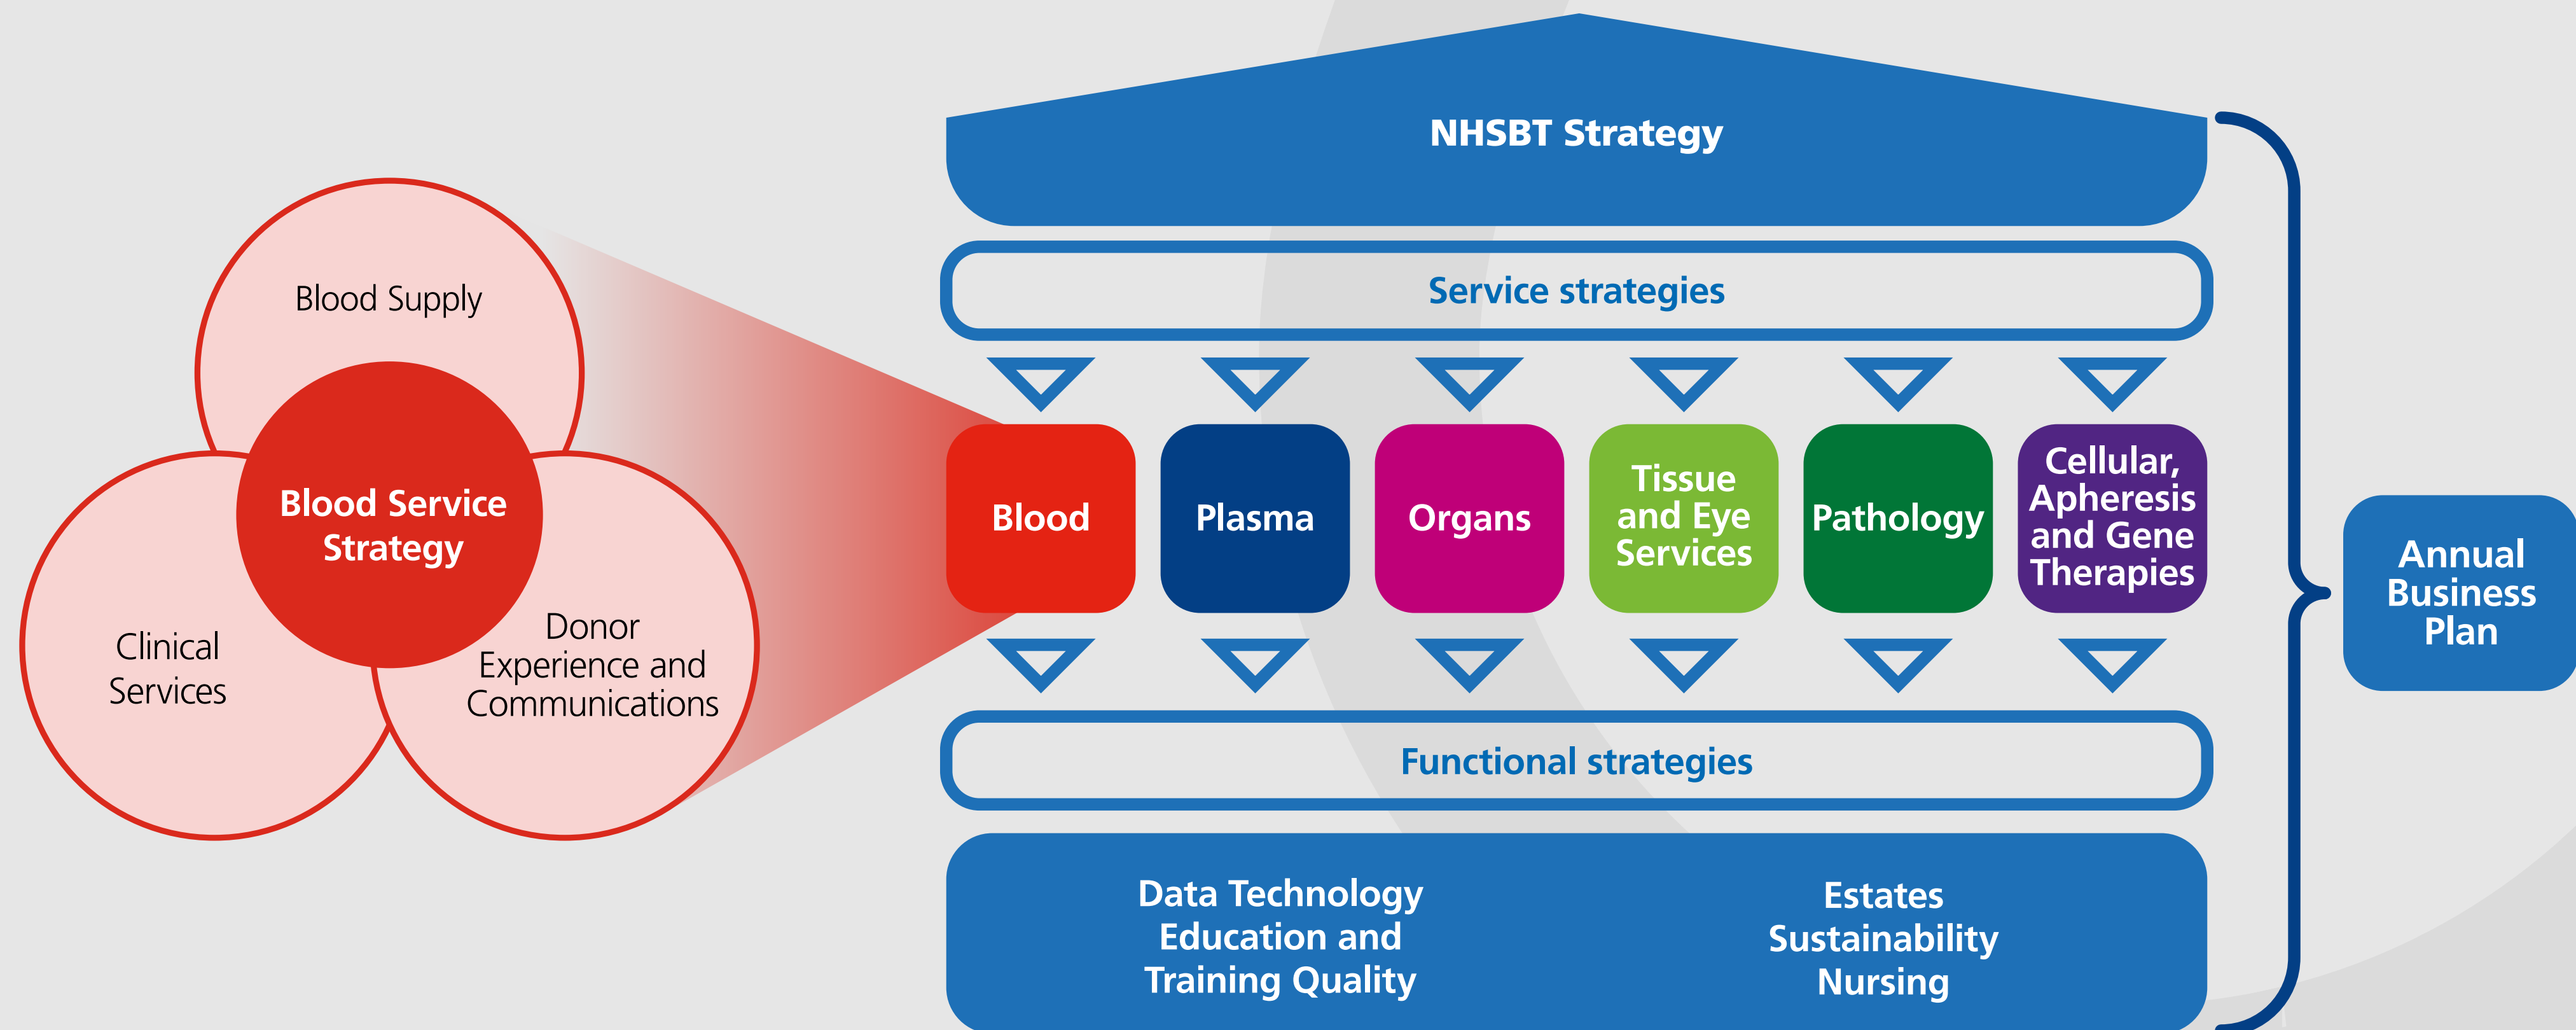 Blood Supply
Blood Service
Strategy
Clinical
Services
Donor
Experience and
Communications
NHSBT Strategy
Service strategies
Blood
Plasma
Organs
Tissue
and Eye
Services
Pathology
Cellular,
Apheresis
and Gene
Therapies
Functional strategies
Data Technology
Education and
Training Quality
Estates
Sustainability
Nursing
Annual
Business
Plan